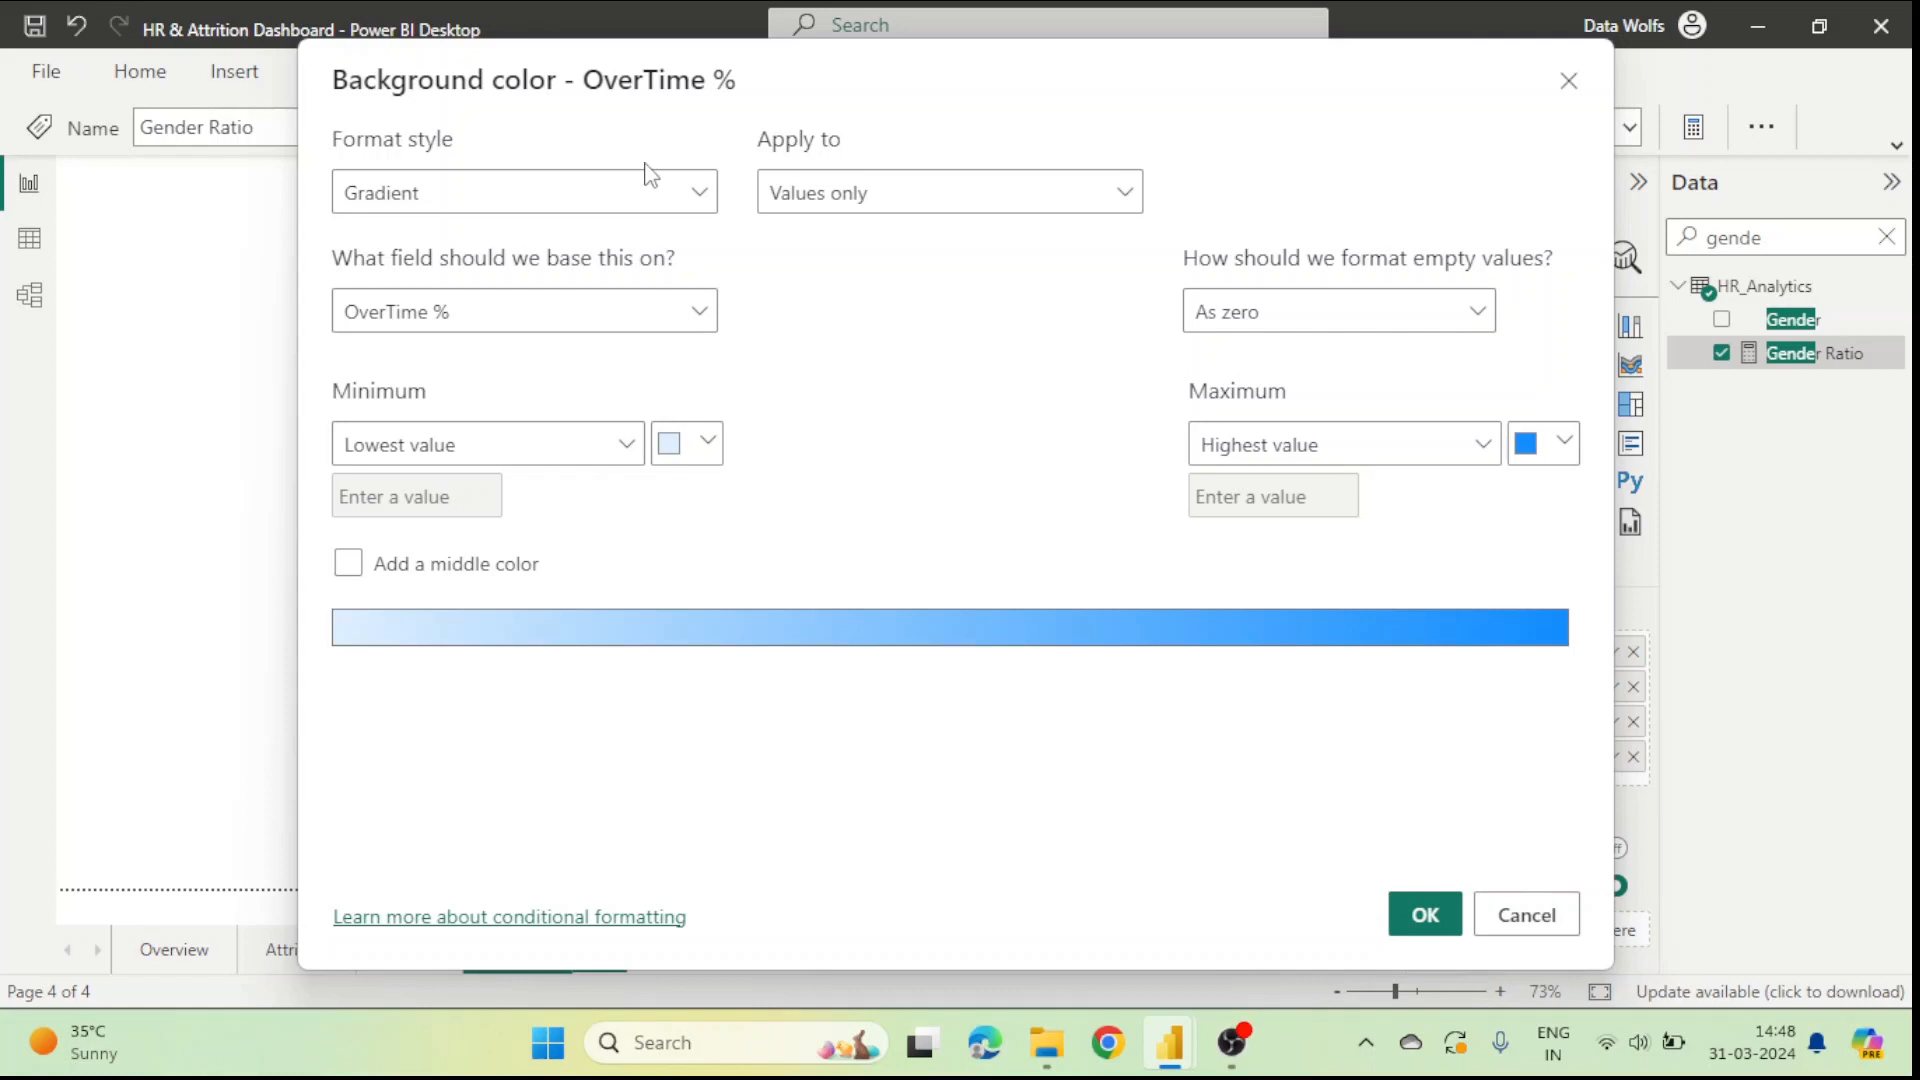 HR & Attrition Dashboard - Power BI Desktop
Search
Data Wolfs
File
Home
Insert
Name
Gender Ratio
Background color - OverTime %
Format style
Apply to
Gradient
Values only
What field should we base this on?
How should we format empty values?
OverTime %
As zero
Minimum
Maximum
Lowest value
Highest value
Enter a value
Enter a value
Add a middle color
Learn more about conditional formatting
OK
Cancel
Data
gende
HR_Analytics
Gender
Gender Ratio
Py
ff
ere
Overview
Attri
Page 4 of 4
-
+
73%
Update available (click to download)
35°C
Sunny
Search
ENG
IN
14:48
31-03-2024
PRE